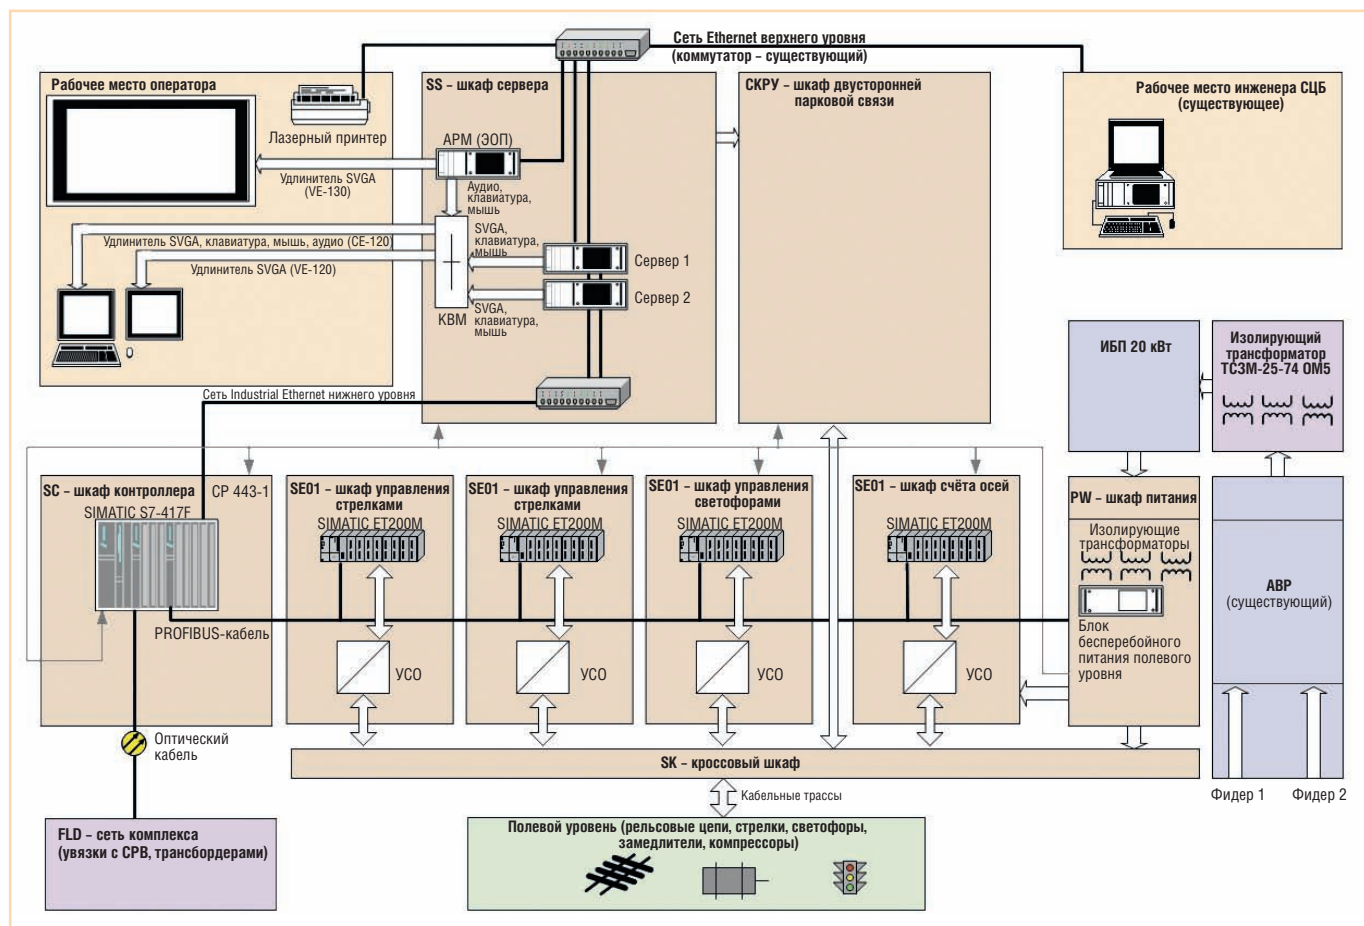 Сеть Ethernet верхнего уровня
(коммутатор – существующий)
Рабочее место оператора
Лазерный принтер
SS – шкаф сервера
АРМ (ЭОП)
СКРУ – шкаф двусторонней
парковой связи
Рабочее место инженера СЦБ
(существующее)
Удлинитель SVGA
(VE-130)
Аудио,
клавиатура,
мышь
Удлинитель SVGA, клавиатура, мышь, аудио (CE-120)
Удлинитель SVGA (VE-120)
SVGA,
клавиатура,
мышь
Сервер 1
Сервер 2
КВМ
SVGA,
клавиатура,
мышь
Сеть Industrial Ethernet нижнего уровня
ИБП 20 кВт
Изолирующий
трансформатор
ТСЗМ-25-74 ОМ5
SC – шкаф контроллера
CP 443-1
SIMATIC S7-417F
PROFIBUS-кабель
SE01 – шкаф управления
стрелками
SIMATIC ET200M
УСО
SE01 – шкаф управления
стрелками
SIMATIC ET200M
УСО
SE01 – шкаф управления
светофорами
SIMATIC ET200M
УСО
SE01 – шкаф счёта осей
SIMATIC ET200M
УСО
PW – шкаф питания
Изолирующие
трансформаторы
Блок
бесперебойного
питания полевого
уровня
АВР
(существующий)
Фидер 1
Фидер 2
Оптический
кабель
SK – кроссовый шкаф
Кабельные трассы
FLD – сеть комплекса
(увязки с СРВ, трансбордерами)
Полевой уровень (рельсовые цепи, стрелки, светофоры,
замедлители, компрессоры)